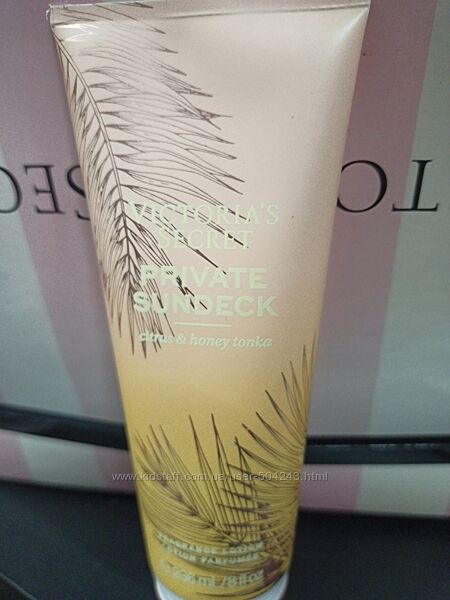 VICTORIA'S
SECRET
PRIVATE
SUNDECK
citrus & honey tonka
www.kidstaff.com.ua/user-504243.html
FRAGRANCE LOTION
LOTION PARFUMÉE
236 mL / 8 fl oz